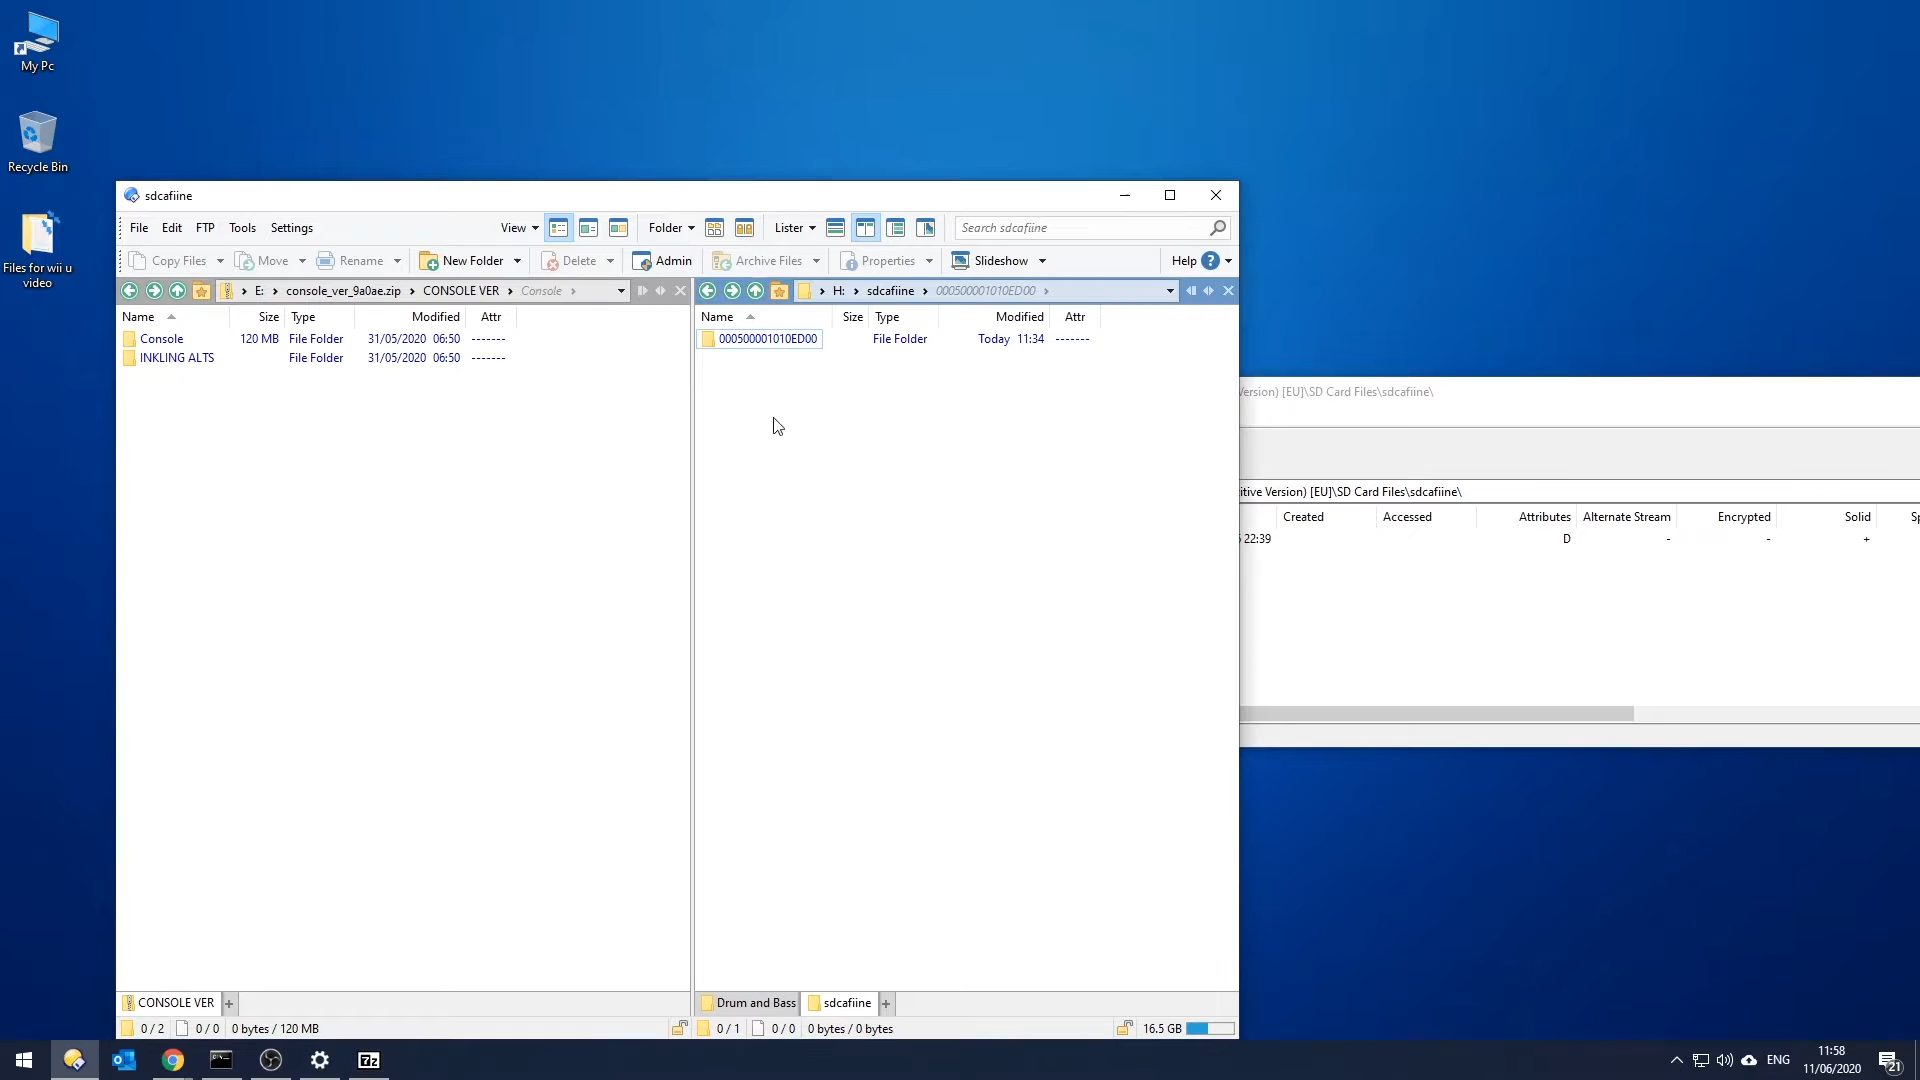 My Pc
Recycle Bin
Files for wii u
video
sdcafiine
File Edit FTP Tools Settings View Folder Lister Search sdcafiine
Copy Files Move Rename New Folder Delete Admin Archive Files Properties Slideshow Help
E: console_ver_9a0ae.zip CONSOLE VER Console
H: sdcafiine 000500001010ED00
Name Size Type Modified Attr
Console 120 MB File Folder 31/05/2020 06:50 -------
INKLING ALTS File Folder 31/05/2020 06:50 -------
Name Size Type Modified Attr
000500001010ED00 File Folder Today 11:34 -------
CONSOLE VER +
0 / 2 0 / 0 0 bytes / 120 MB
Drum and Bass sdcafiine +
0 / 1 0 / 0 0 bytes / 0 bytes 16.5 GB
Version) [EU]\SD Card Files\sdcafiine\
itive Version) [EU]\SD Card Files\sdcafiine\
Created Accessed Attributes Alternate Stream Encrypted Solid Sp
22:39 D - - +
7z
ENG
11:58
11/06/2020
21